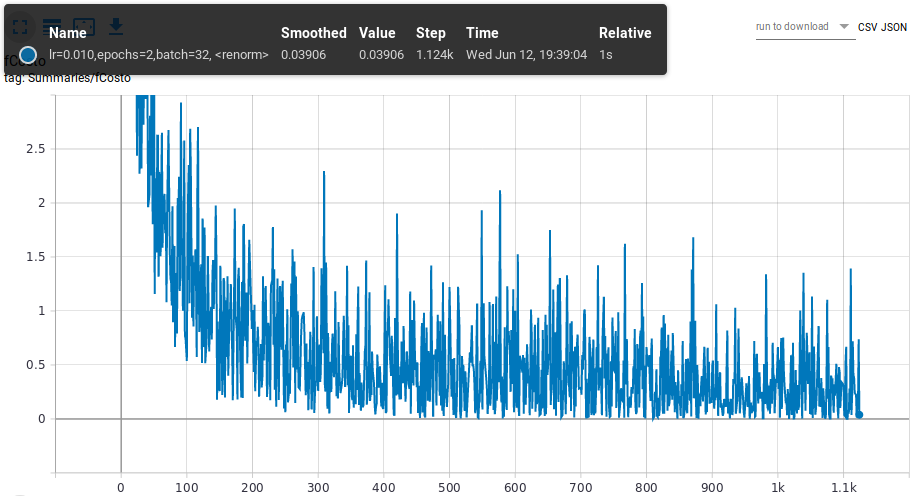 Name Smoothed Value Step Time Relative
lr=0.010,epochs=2,batch=32, <renorm> 0.03906 0.03906 1.124k Wed Jun 12, 19:39:04 1s
run to download CSV JSON
fCosto
tag: Summaries/fCosto
2.5
2
1.5
1
0.5
0
0 100 200 300 400 500 600 700 800 900 1k 1.1k